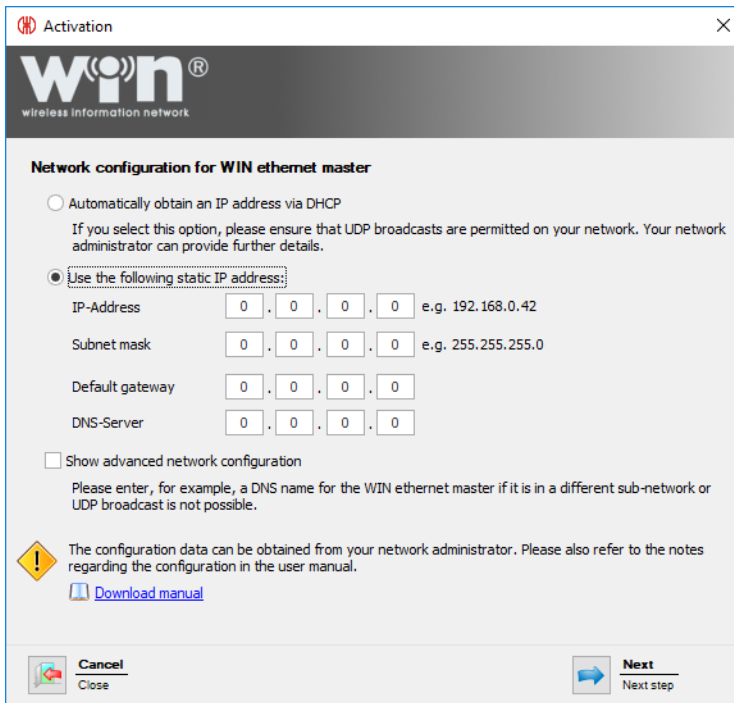 Activation
WIN®
wireless information network
Network configuration for WIN ethernet master
Automatically obtain an IP address via DHCP
If you select this option, please ensure that UDP broadcasts are permitted on your network. Your network
administrator can provide further details.
Use the following static IP address:
IP-Address 0 . 0 . 0 . 0 e.g. 192.168.0.42
Subnet mask 0 . 0 . 0 . 0 e.g. 255.255.255.0
Default gateway 0 . 0 . 0 . 0
DNS-Server 0 . 0 . 0 . 0
Show advanced network configuration
Please enter, for example, a DNS name for the WIN ethernet master if it is in a different sub-network or
UDP broadcast is not possible.
The configuration data can be obtained from your network administrator. Please also refer to the notes
regarding the configuration in the user manual.
Download manual
Cancel
Close
Next
Next step